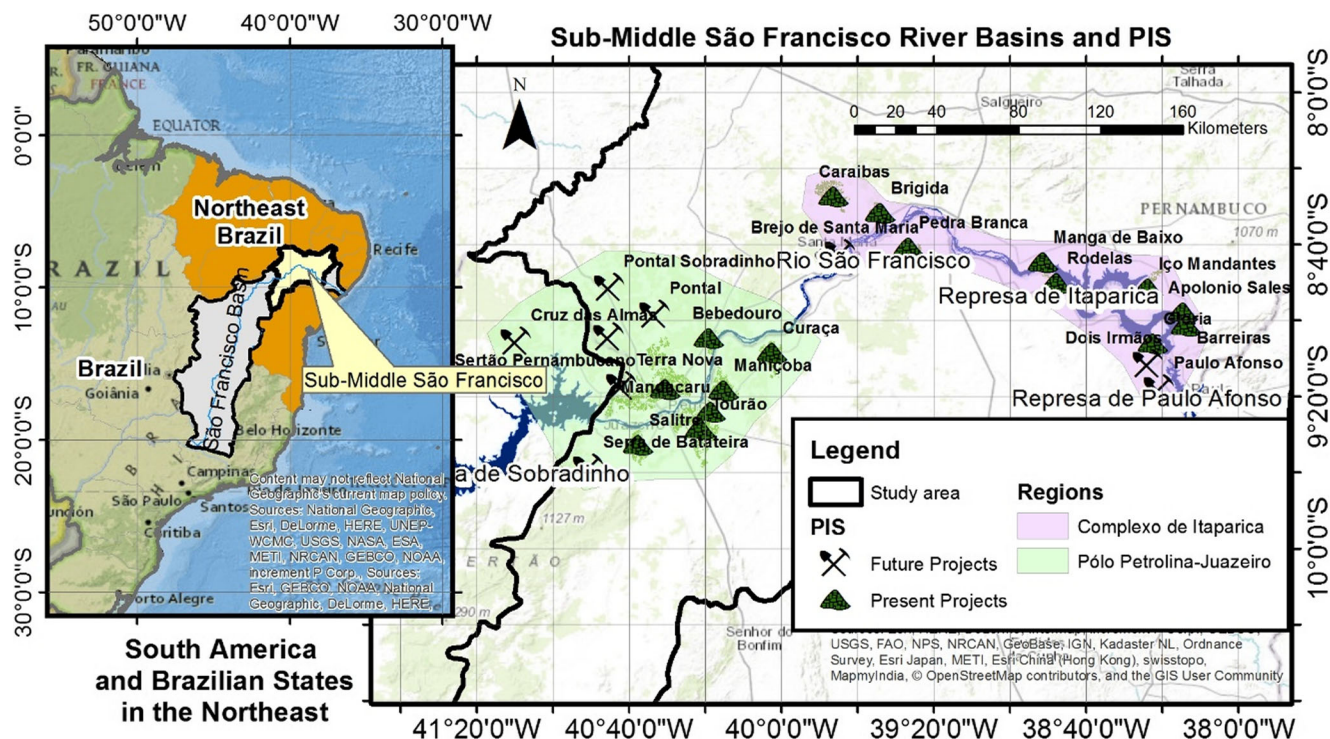 50°0'0"W 40°0'0"W 30°0'0"W
Sub-Middle São Francisco River Basins and PIS
0°0'0"
10°0'0"S
20°0'0"S
30°0'0"S
FR. GUIANA
FRANCE
EQUATOR
Northeast
Brazil
Recife
São Francisco Basin
Brazil
Goiânia
Sub-Middle São Francisco
Belo Horizonte
Campinas
São Paulo
Santos
Curitiba
Porto Alegre
Content may not reflect National
Geographic's current map policy.
Sources: National Geographic,
Esri, DeLorme, HERE, UNEP-
WCMC, USGS, NASA, ESA,
METI, NRCAN, GEBCO, NOAA,
increment P Corp., Sources:
Esri, GEBCO, NOAA, National
Geographic, DeLorme, HERE,
South America
and Brazilian States
in the Northeast
N
Serra
Talhada
Salgueiro
0 20 40 80 120 160
Kilometers
Caraibas
Brigida
Brejo de Santa Maria
Pedra Branca
PERNAMBUCO
1070 m
Rio São Francisco
Manga de Baixo
Rodelas
Iço Mandantes
Represa de Itaparica
Apolonio Sales
Gloria
Dois Irmãos
Barreiras
Paulo Afonso
Represa de Paulo Afonso
Pontal Sobradinho
Pontal
Cruz das Almas
Bebedouro
Curaça
Sertão Pernambucano
Terra Nova
Maniçoba
Mandacaru
Tourão
Salitre
Serra de Batateira
a de Sobradinho
1127 m
E R T Ã O
290 m
Senhor do
Bonfim
Legend
Study area
PIS
Future Projects
Present Projects
Regions
Complexo de Itaparica
Pólo Petrolina-Juazeiro
USGS, FAO, NPS, NRCAN, GeoBase, IGN, Kadaster NL, Ordnance
Survey, Esri Japan, METI, Esri China (Hong Kong), swisstopo,
MapmyIndia, © OpenStreetMap contributors, and the GIS User Community
8°0'0"S
8°40'0"S
9°20'0"S
10°0'0"S
41°20'0"W 40°40'0"W 40°0'0"W 39°20'0"W 38°40'0"W 38°0'0"W